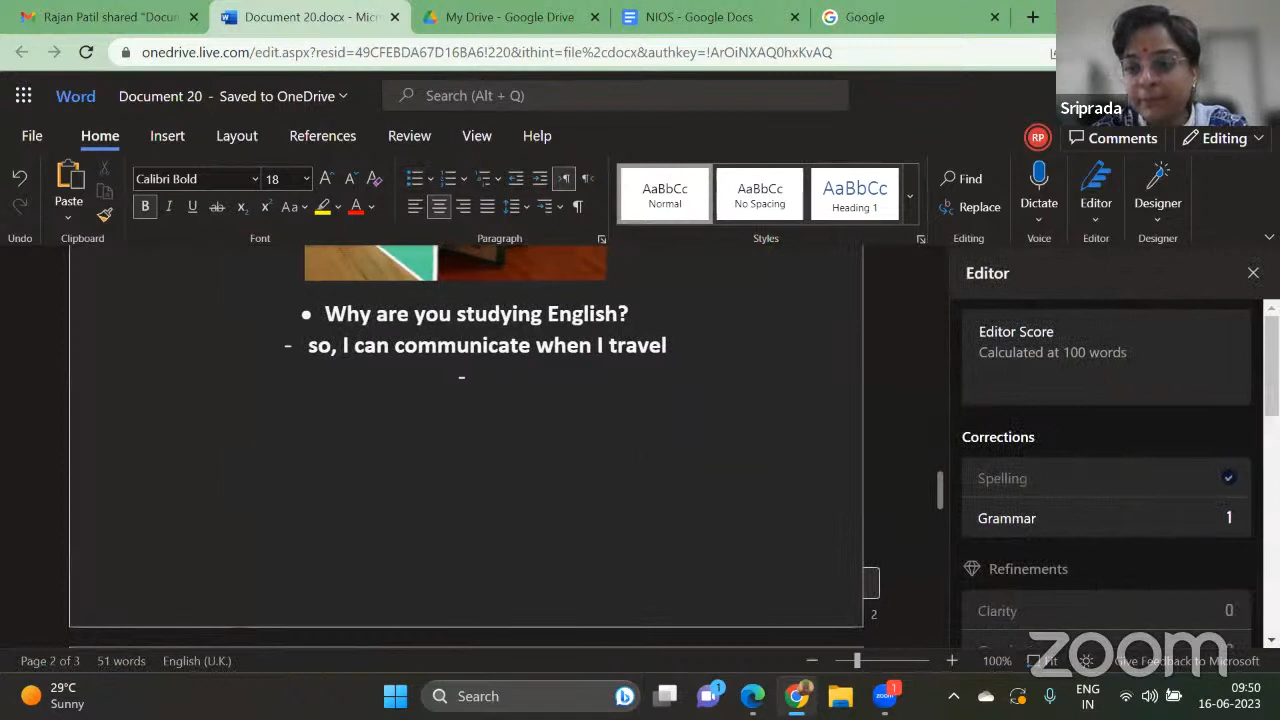 Rajan Patil shared "Docun
Document 20.docx - Micr
My Drive - Google Drive
NIOS - Google Docs
Google
onedrive.live.com/edit.aspx?resid=49CFEBDA67D16BA6!220&ithint=file%2cdocx&authkey=!ArOiNXAQ0hxKvAQ
Word
Document 20 - Saved to OneDrive
Search (Alt + Q)
Sriprada
File Home Insert Layout References Review View Help
RP
Comments
Editing
Paste
Calibri Bold
18
AaBbCc
Normal
AaBbCc
No Spacing
AaBbCc
Heading 1
Find
Replace
Dictate
Editor
Designer
Undo
Clipboard
Font
Paragraph
Styles
Editing
Voice
Editor
Designer
• Why are you studying English?
- so, I can communicate when I travel
-
2
Editor
Editor Score
Calculated at 100 words
Corrections
Spelling
Grammar 1
Refinements
Clarity 0
zoom
Page 2 of 3
51 words
English (U.K.)
100%
Fit
Give Feedback to Microsoft
29°C
Sunny
Search
1
zoom
1
ENG
IN
09:50
16-06-2023